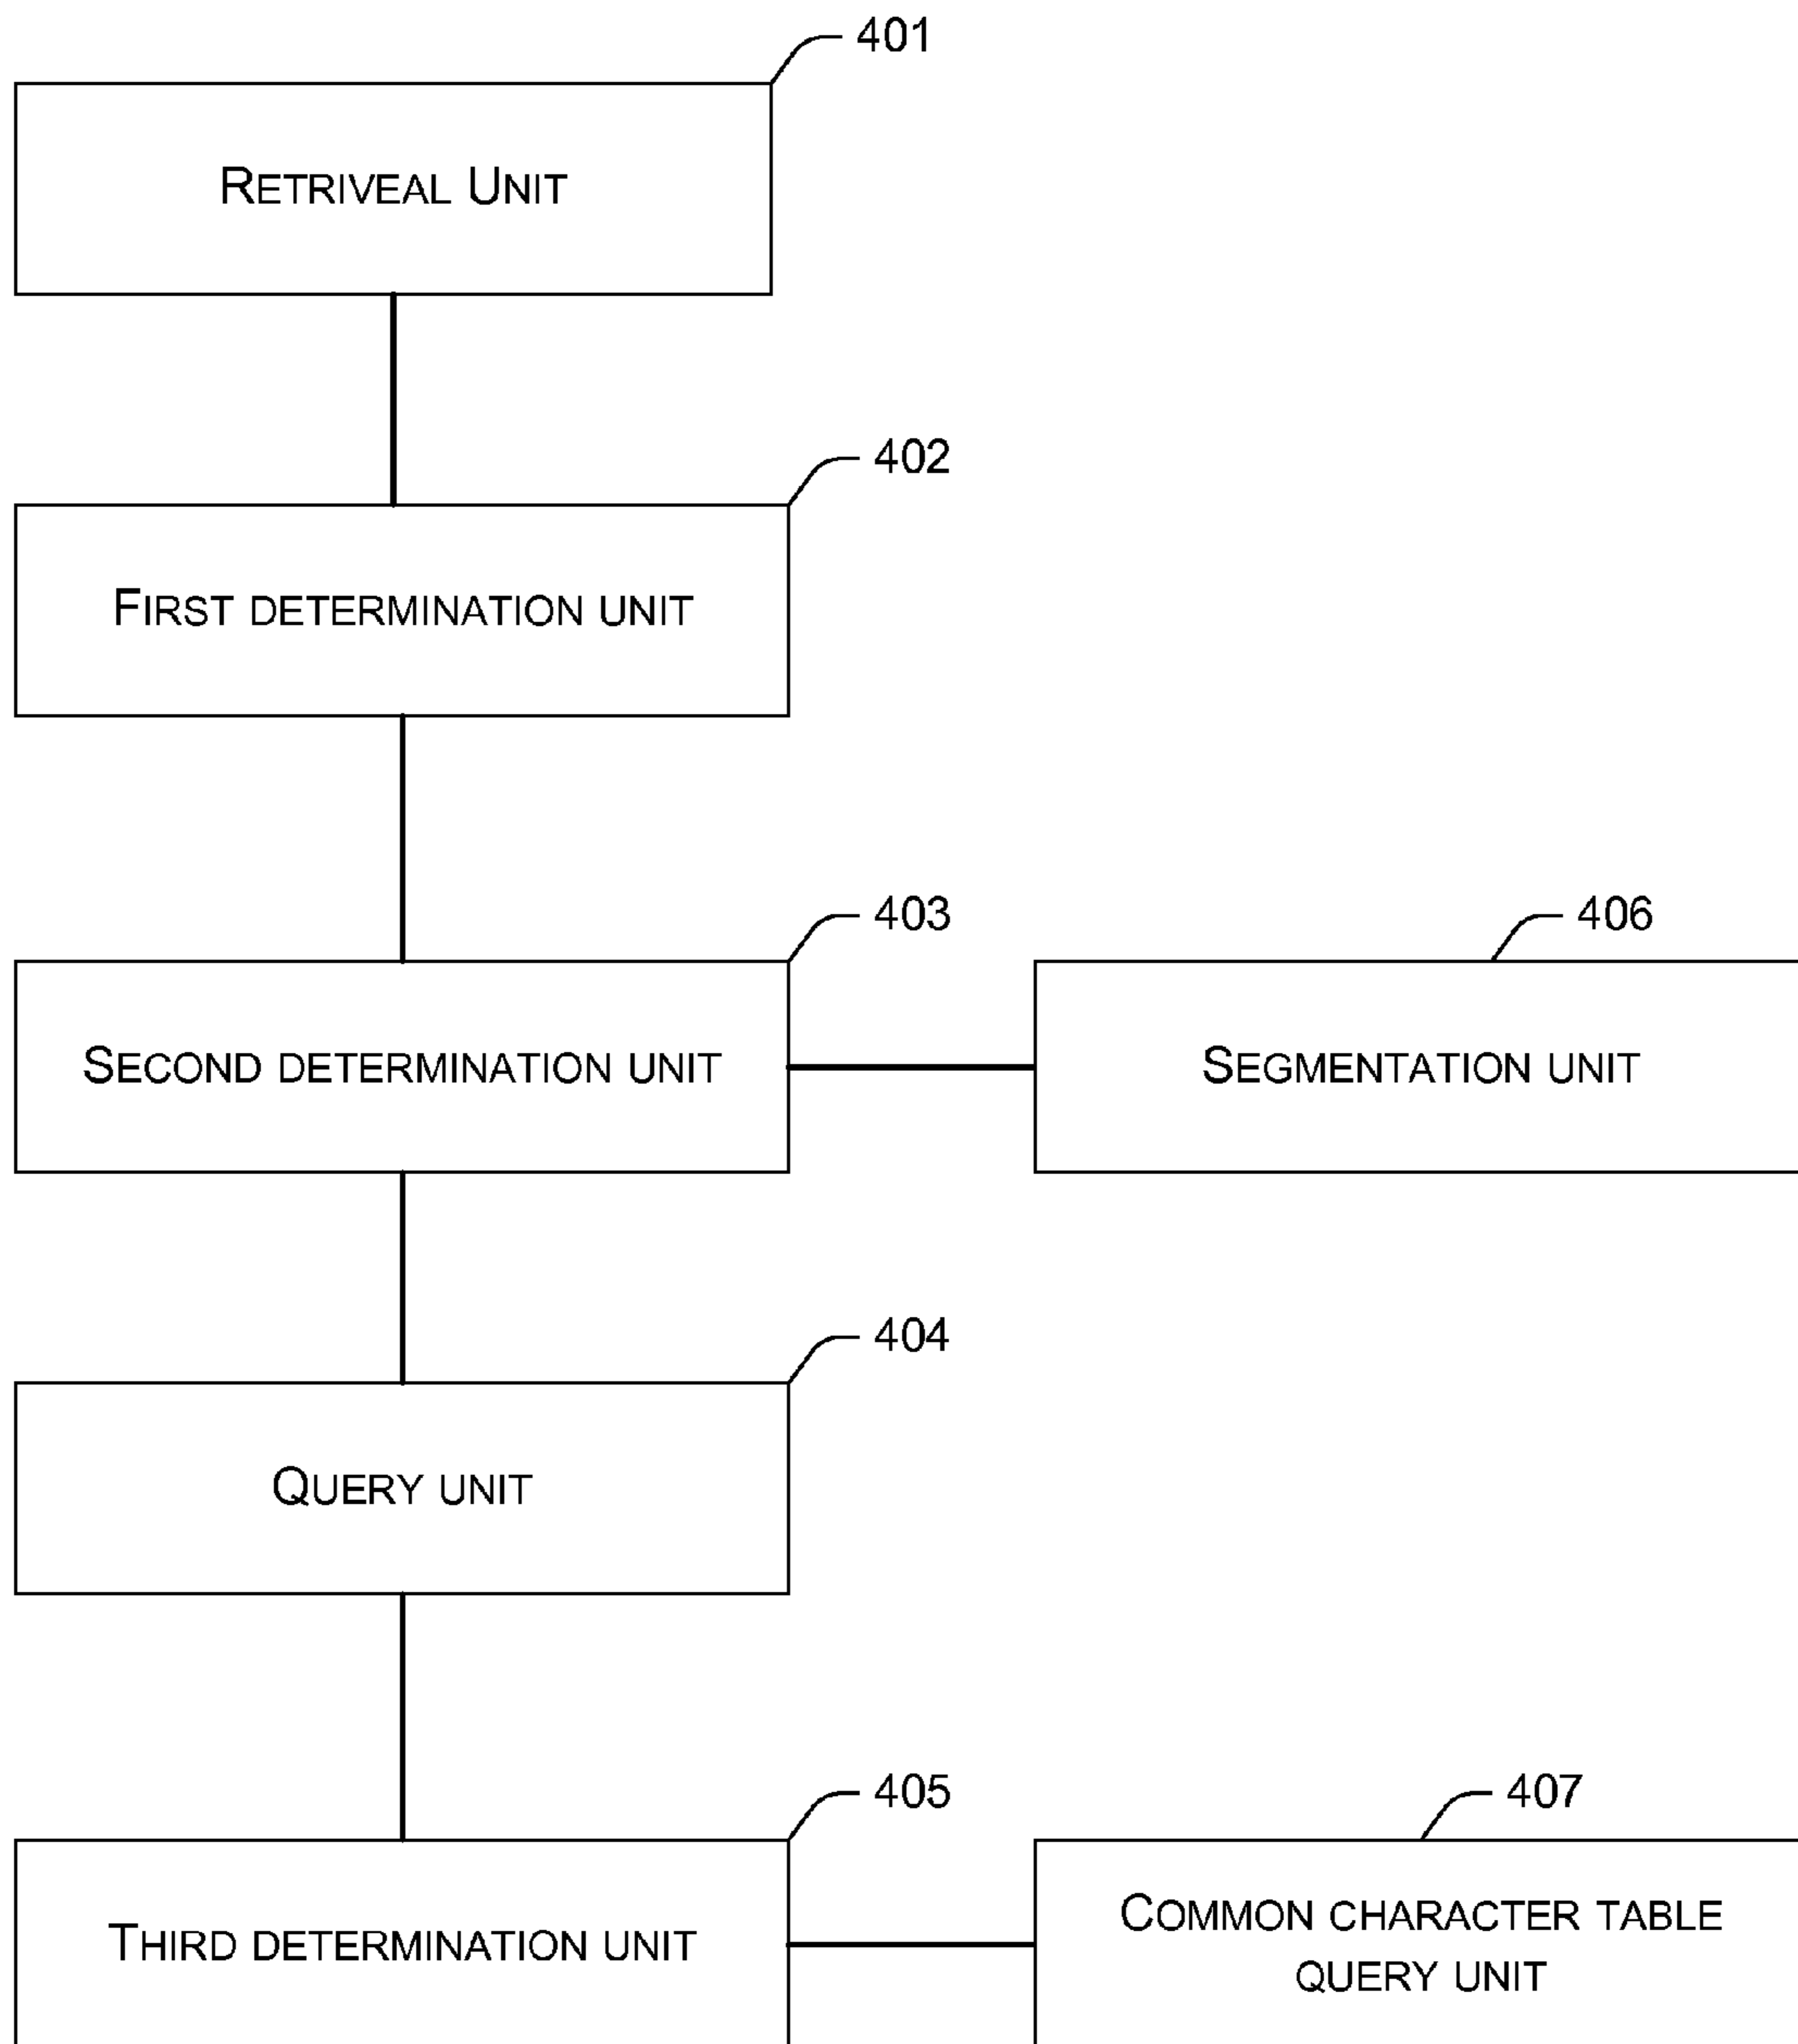 401
Retriveal Unit
402
First determination unit
403
406
Second determination unit
Segmentation unit
404
Query unit
405
407
Third determination unit
Common character table
query unit